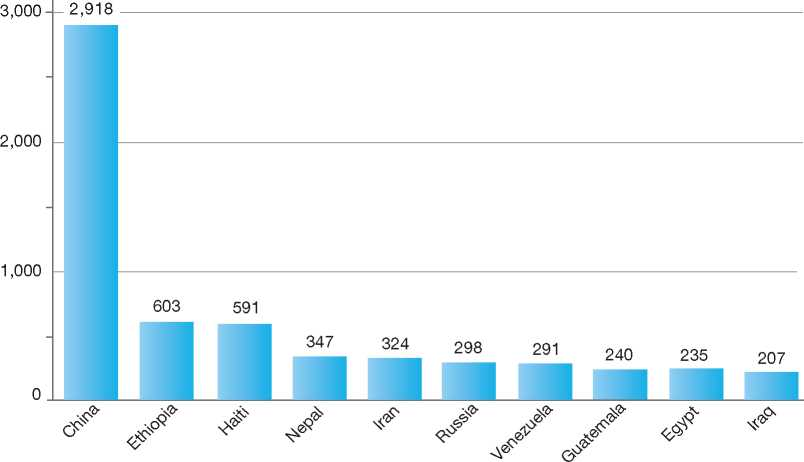 3,000
2,918
2,000
1,000
603
591
347
324
298
291
240
235
207
0
China
Ethiopia
Haiti
Nepal
Iran
Russia
Venezuela
Guatemala
Egypt
Iraq